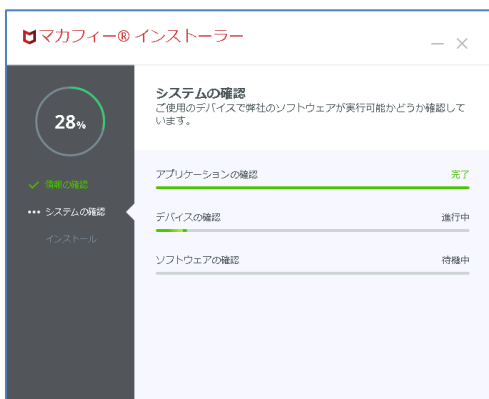 マカフィー® インストーラー
28%
情報の確認
システムの確認
インストール
システムの確認
ご使用のデバイスで弊社のソフトウェアが実行可能かどうか確認して
います。
アプリケーションの確認 完了
デバイスの確認 進行中
ソフトウェアの確認 待機中